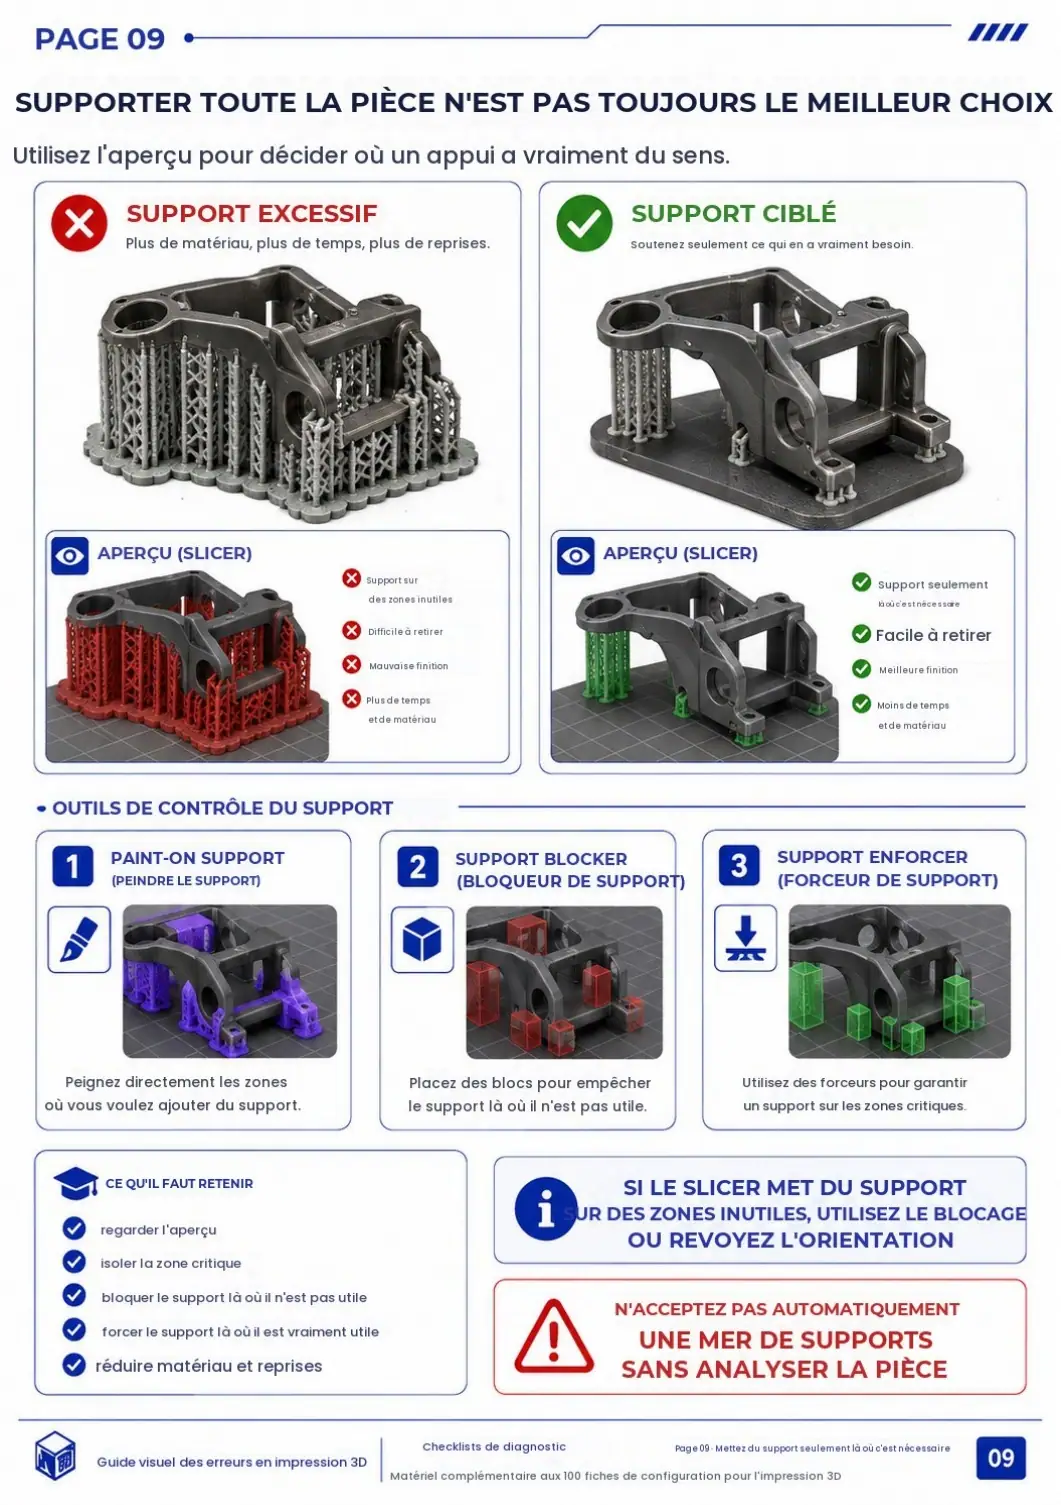 PAGE 09
SUPPORTER TOUTE LA PIÈCE N'EST PAS TOUJOURS LE MEILLEUR CHOIX
Utilisez l'aperçu pour décider où un appui a vraiment du sens.
SUPPORT EXCESSIF
Plus de matériau, plus de temps, plus de reprises.
APERÇU (SLICER)
Support sur
des zones inutiles
Difficile à retirer
Mauvaise finition
Plus de temps
et de matériau
SUPPORT CIBLÉ
Soutenez seulement ce qui en a vraiment besoin.
APERÇU (SLICER)
Support seulement
là où c'est nécessaire
Facile à retirer
Meilleure finition
Moins de temps
et de matériau
OUTILS DE CONTRÔLE DU SUPPORT
1
PAINT-ON SUPPORT
(PEINDRE LE SUPPORT)
Peignez directement les zones
où vous voulez ajouter du support.
2
SUPPORT BLOCKER
(BLOQUEUR DE SUPPORT)
Placez des blocs pour empêcher
le support là où il n'est pas utile.
3
SUPPORT ENFORCER
(FORCEUR DE SUPPORT)
Utilisez des forceurs pour garantir
un support sur les zones critiques.
CE QU'IL FAUT RETENIR
regarder l'aperçu
isoler la zone critique
bloquer le support là où il n'est pas utile
forcer le support là où il est vraiment utile
réduire matériau et reprises
SI LE SLICER MET DU SUPPORT
SUR DES ZONES INUTILES, UTILISEZ LE BLOCAGE
OU REVOYEZ L'ORIENTATION
N'ACCEPTEZ PAS AUTOMATIQUEMENT
UNE MER DE SUPPORTS
SANS ANALYSER LA PIÈCE
Guide visuel des erreurs en impression 3D
Checklists de diagnostic
Matériel complémentaire aux 100 fiches de configuration pour l'impression 3D
Page 09 · Mettez du support seulement là où c'est nécessaire
09